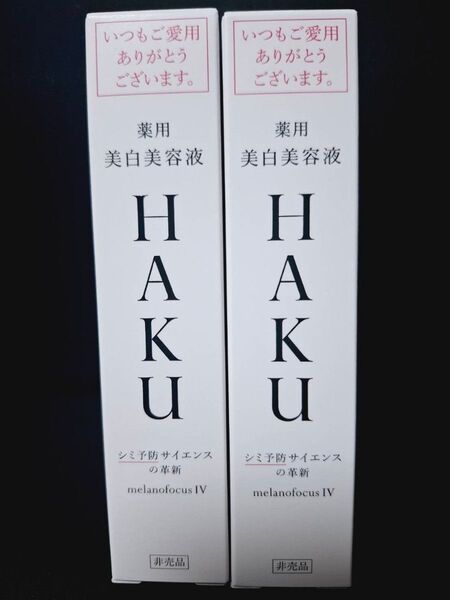 いつもご愛用
ありがとう
ございます。
薬用
美白美容液
HAKU
シミ予防サイエンス
の革新
melanofocus IV
非売品
いつもご愛用
ありがとう
ございます。
薬用
美白美容液
HAKU
シミ予防サイエンス
の革新
melanofocus IV
非売品